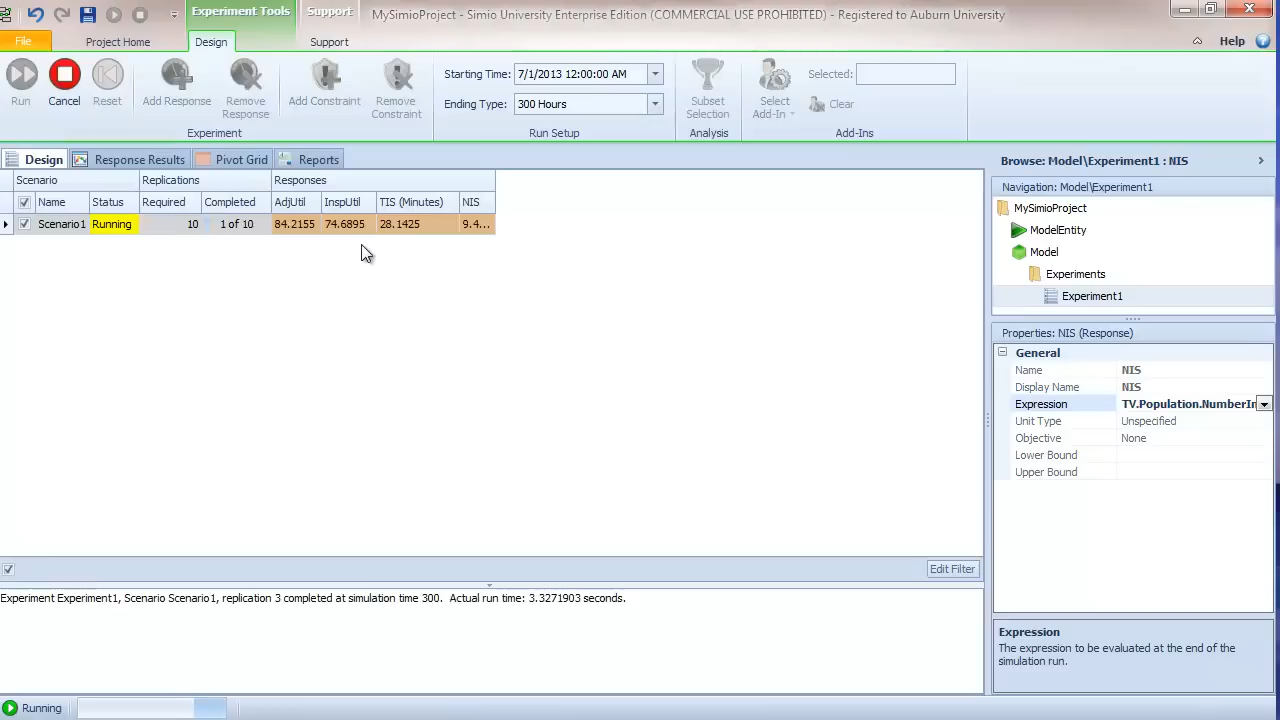 Experiment Tools
Support
MySimioProject - Simio University Enterprise Edition (COMMERCIAL USE PROHIBITED) - Registered to Auburn University
File
Project Home
Design
Support
Help
Run
Cancel
Reset
Add Response
Remove Response
Add Constraint
Remove Constraint
Experiment
Starting Time: 7/1/2013 12:00:00 AM
Ending Type: 300 Hours
Run Setup
Subset Selection
Analysis
Select Add-In
Selected:
Clear
Add-Ins
Design
Response Results
Pivot Grid
Reports
Scenario
Replications
Responses
Name Status Required Completed AdjUtil InspUtil TIS (Minutes) NIS
Scenario1 Running 10 1 of 10 84.2155 74.6895 28.1425 9.4...
Edit Filter
Experiment Experiment1, Scenario Scenario1, replication 3 completed at simulation time 300. Actual run time: 3.3271903 seconds.
Running
Browse: Model\Experiment1 : NIS
Navigation: Model\Experiment1
MySimioProject
ModelEntity
Model
Experiments
Experiment1
Properties: NIS (Response)
General
Name NIS
Display Name NIS
Expression TV.Population.NumberIn
Unit Type Unspecified
Objective None
Lower Bound
Upper Bound
Expression
The expression to be evaluated at the end of the
simulation run.